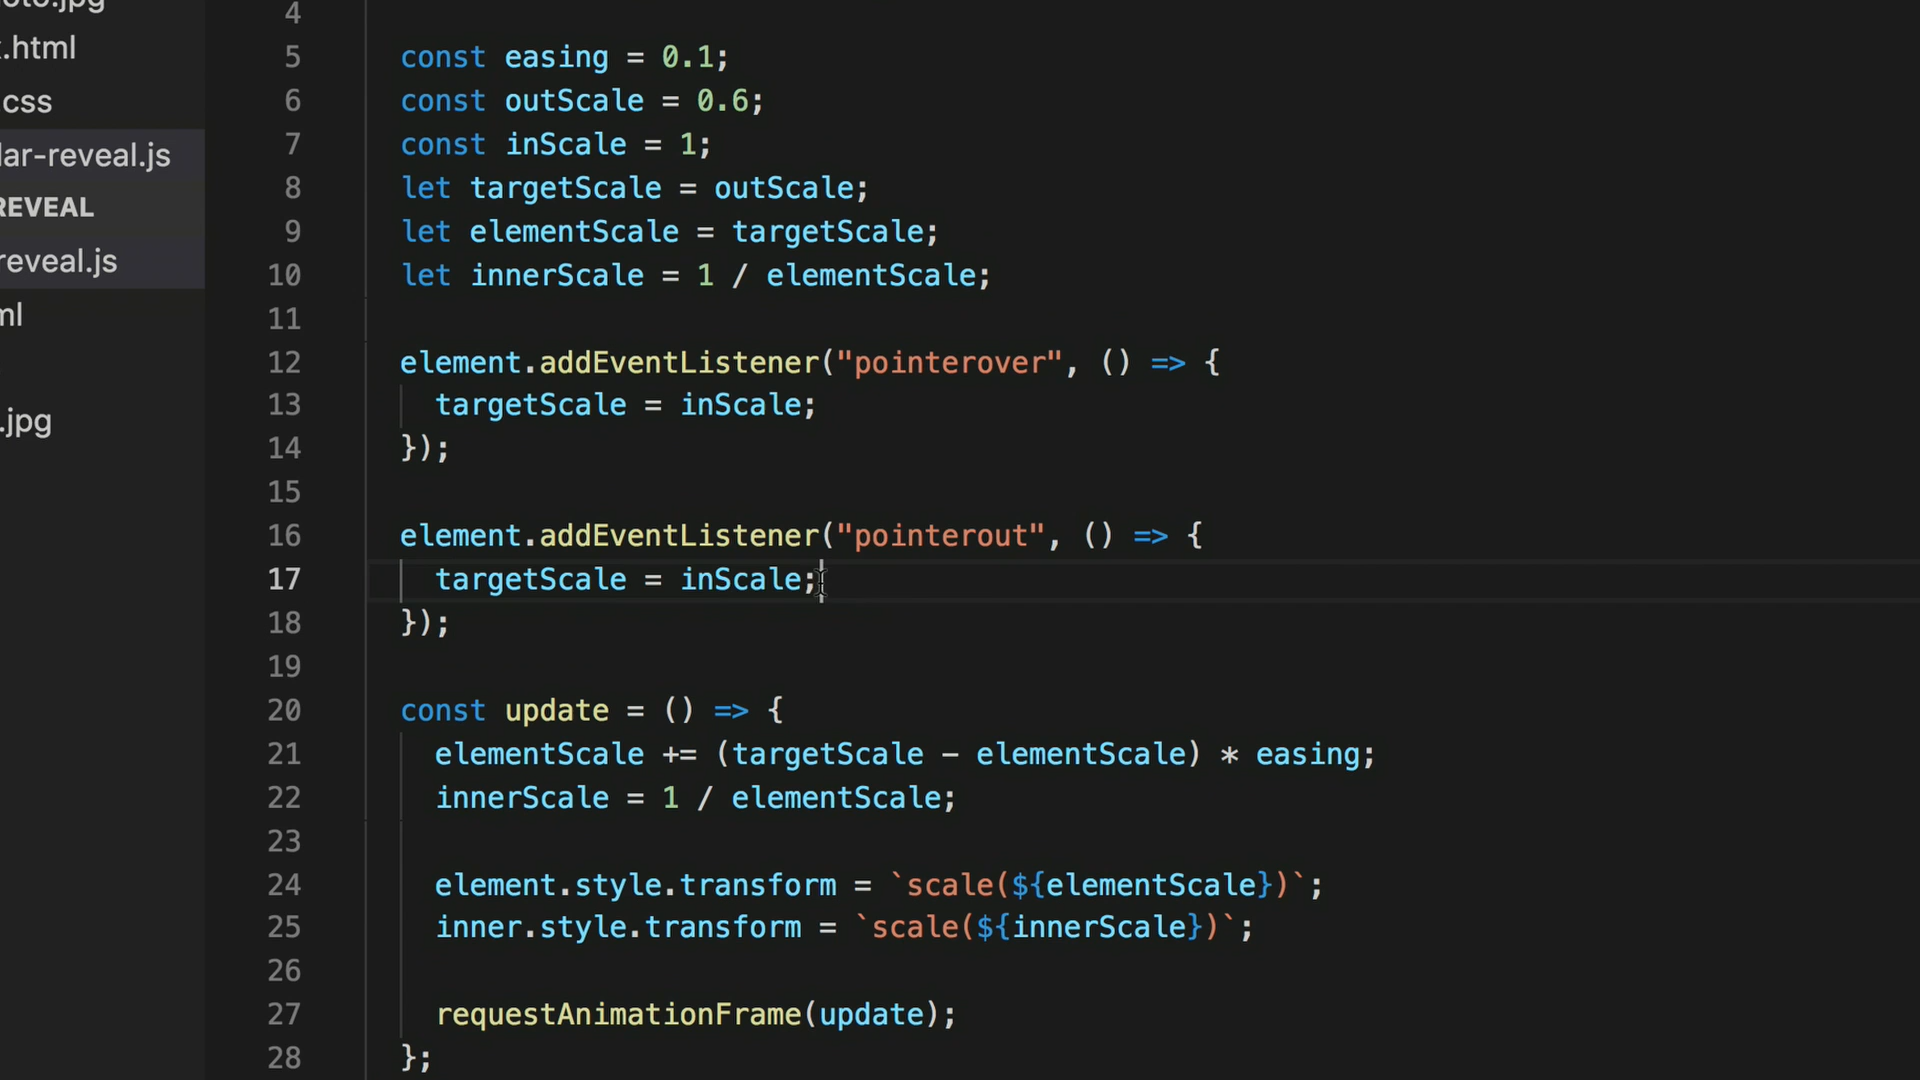 oto.jpg
x.html
css
lar-reveal.js
REVEAL
reveal.js
ml
.jpg
4
5 const easing = 0.1;
6 const outScale = 0.6;
7 const inScale = 1;
8 let targetScale = outScale;
9 let elementScale = targetScale;
10 let innerScale = 1 / elementScale;
11
12 element.addEventListener("pointerover", () => {
13 targetScale = inScale;
14 });
15
16 element.addEventListener("pointerout", () => {
17 targetScale = inScale;
18 });
19
20 const update = () => {
21 elementScale += (targetScale - elementScale) * easing;
22 innerScale = 1 / elementScale;
23
24 element.style.transform = `scale(${elementScale})`;
25 inner.style.transform = `scale(${innerScale})`;
26
27 requestAnimationFrame(update);
28 };